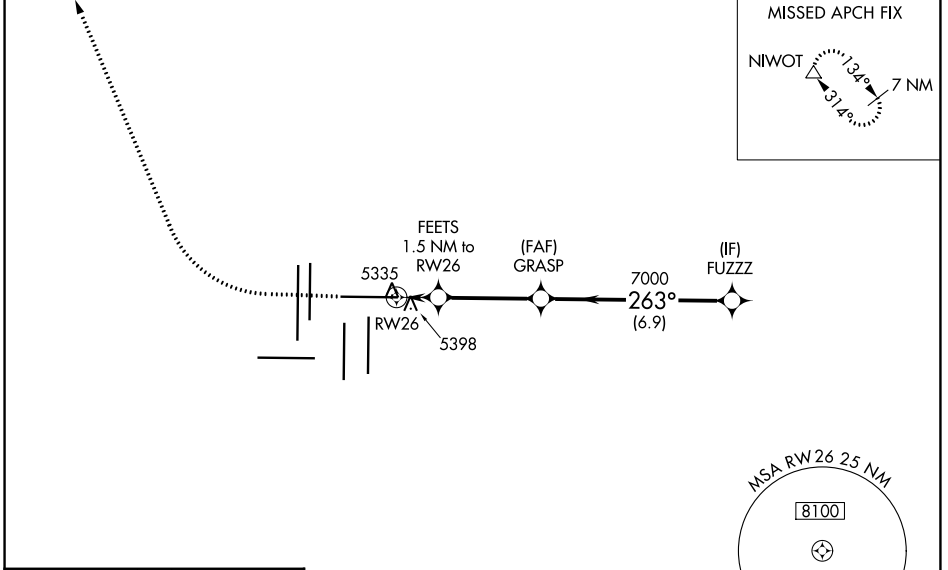 MISSED APCH FIX
NIWOT
134°
314°
7 NM
FEETS
1.5 NM to
RW26
(FAF)
GRASP
(IF)
FUZZZ
7000
263°
(6.9)
5335
RW26
5398
MSA RW26 25 NM
8100